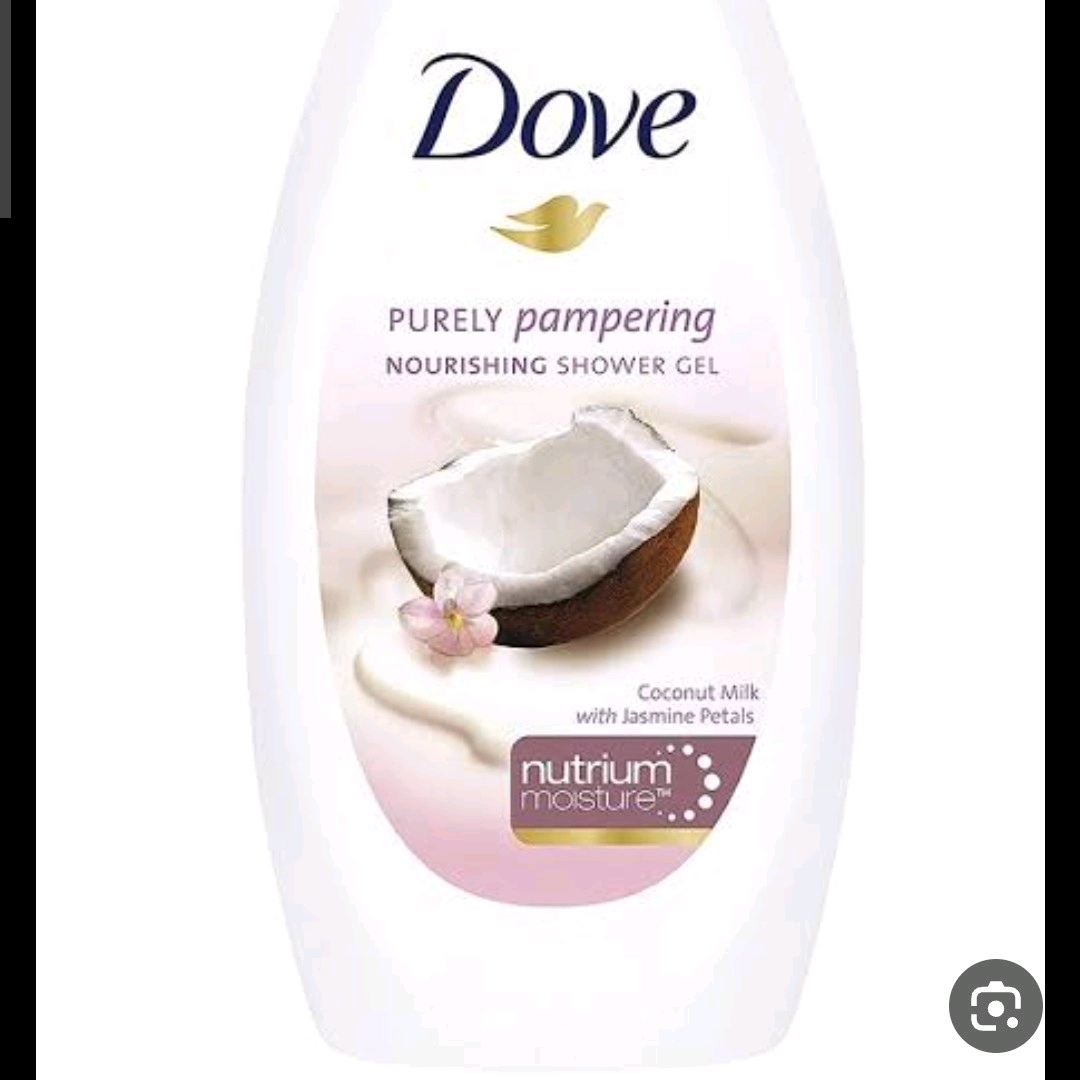 Dove
PURELY pampering
NOURISHING SHOWER GEL
Coconut Milk
with Jasmine Petals
nutrium
moisture™